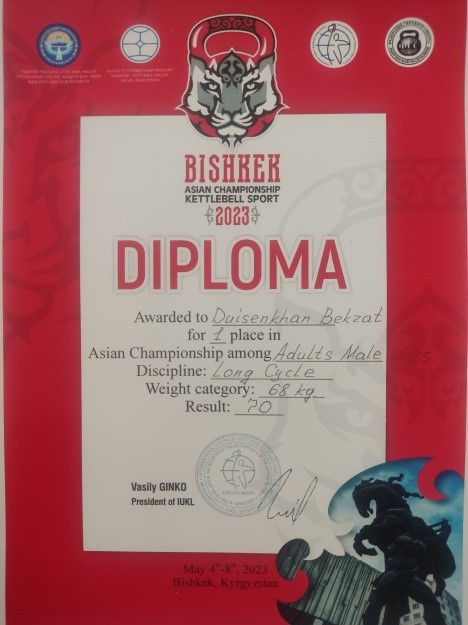 BISHKEK
ASIAN CHAMPIONSHIP
KETTLEBELL SPORT
2023
DIPLOMA
Awarded to Duisenkhan Bekzat
for 1 place in
Asian Championship among Adults Male
Discipline: Long Cycle
Weight category: 68 kg
Result: 70
Vasily GINKO
President of IUKL
May 4th-8th, 2023
Bishkek, Kyrgyzstan